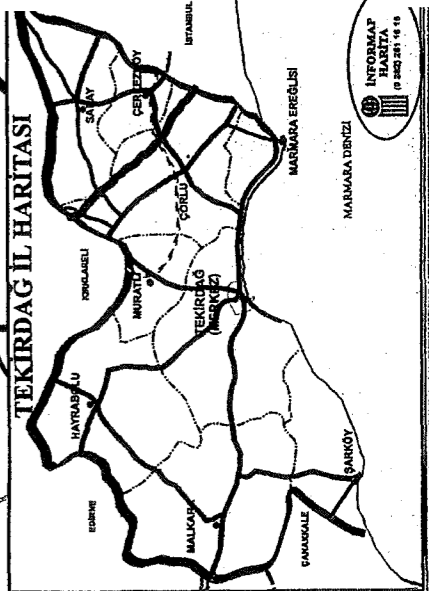 TEKİRDAĞ İL HARİTASI
İSTANBUL
SARAY
ÇERKEZKÖY
KIRKLARELİ
ÇORLU
MURATLI
MARMARA EREĞLİSİ
MARMARA DENİZİ
TEKİRDAĞ
(MERKEZ)
HAYRABOLU
EDİRNE
MALKARA
ŞARKÖY
ÇANAKKALE
İNFORMAP
HARİTA